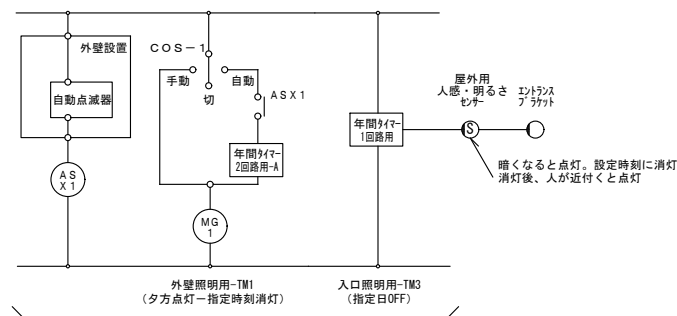 外壁設置
自動点滅器
AS
X1
COS-1
手動
切
自動
ASX1
年間ﾀｲﾏｰ
2回路用-A
MG
1
年間ﾀｲﾏｰ
1回路用
屋外用
人感・明るさ
ｾﾝｻｰ
S
ｴﾝﾄﾗﾝｽ
ﾌﾞﾗｹｯﾄ
暗くなると点灯。設定時刻に消灯
消灯後、人が近付くと点灯
外壁照明用-TM1
(夕方点灯ー指定時刻消灯)
入口照明用-TM3
(指定日OFF)